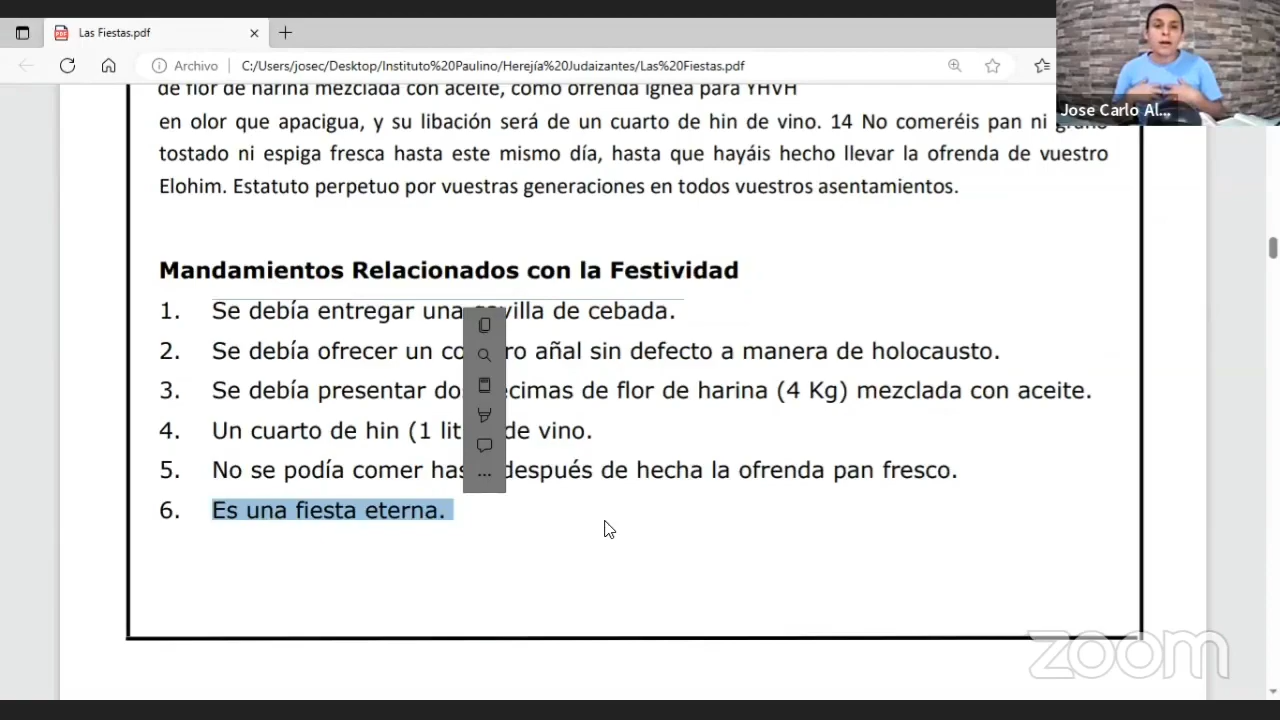 Las Fiestas.pdf
Archivo
C:/Users/josec/Desktop/Instituto%20Paulino/Herejía%20Judaizantes/Las%20Fiestas.pdf
Jose Carlo Al...
de flor de harina mezclada con aceite, como ofrenda ígnea para YHVH
en olor que apacigua, y su libación será de un cuarto de hin de vino. 14 No comeréis pan ni grano
tostado ni espiga fresca hasta este mismo día, hasta que hayáis hecho llevar la ofrenda de vuestro
Elohim. Estatuto perpetuo por vuestras generaciones en todos vuestros asentamientos.
Mandamientos Relacionados con la Festividad
1. Se debía entregar una gavilla de cebada.
2. Se debía ofrecer un co ro añal sin defecto a manera de holocausto.
3. Se debía presentar dos decimas de flor de harina (4 Kg) mezclada con aceite.
4. Un cuarto de hin (1 lit de vino.
5. No se podía comer has después de hecha la ofrenda pan fresco.
6. Es una fiesta eterna.
zoom